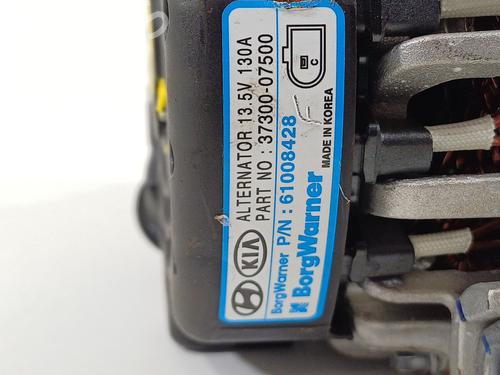 ALTERNATOR 13.5V 130A
PART NO : 37300-07500
KIA
BorgWarner P/N : 61008428
BorgWarner
MADE IN KOREA
C